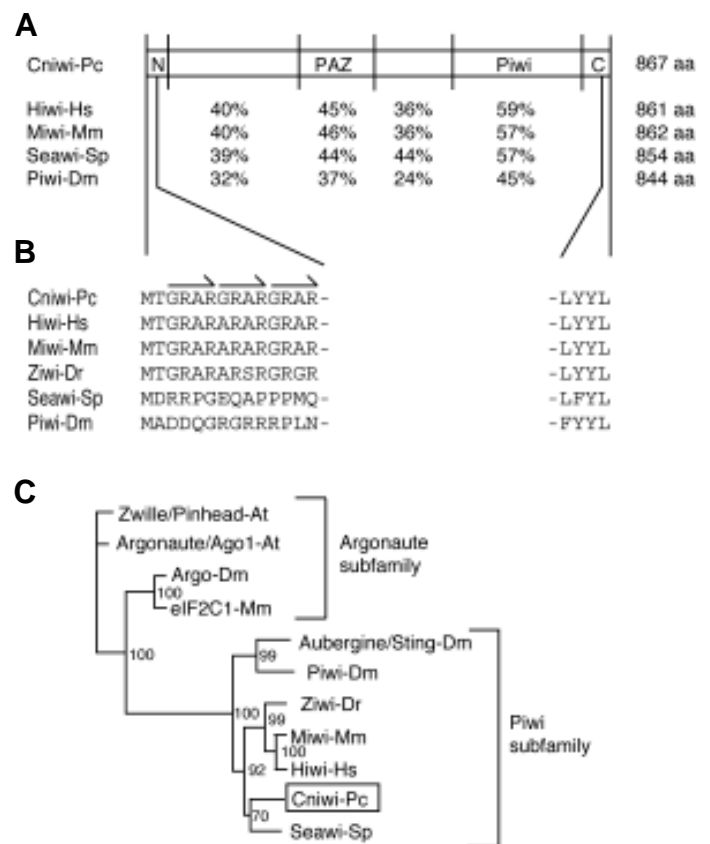 A
Cniwi-Pc N PAZ Piwi C 867 aa
Hiwi-Hs 40% 45% 36% 59% 861 aa
Miwi-Mm 40% 46% 36% 57% 862 aa
Seawi-Sp 39% 44% 44% 57% 854 aa
Piwi-Dm 32% 37% 24% 45% 844 aa
B
Cniwi-Pc MTGRARGRARGRAR- -LYYL
Hiwi-Hs MTGRARARARGRAR- -LYYL
Miwi-Mm MTGRARARARGRAR- -LYYL
Ziwi-Dr MTGRARARSRGRGR -LYYL
Seawi-Sp MDRRPGEQAPPPMQ- -LFYL
Piwi-Dm MADDQGRGRRRPLN- -FYYL
C
Zwille/Pinhead-At
Argonaute/Ago1-At
Argonaute
subfamily
Argo-Dm
100
eIF2C1-Mm
100
Aubergine/Sting-Dm
99
Piwi-Dm
100
Ziwi-Dr
99
Miwi-Mm
100
Hiwi-Hs
92
Cniwi-Pc
70
Seawi-Sp
Piwi
subfamily